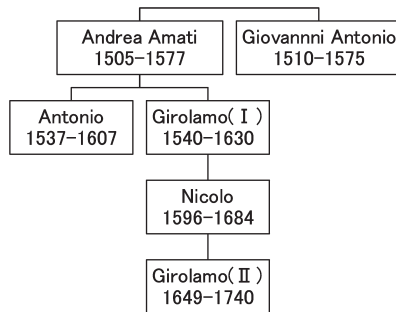 Andrea Amati
1505-1577
Giovannni Antonio
1510-1575
Antonio
1537-1607
Girolamo(Ⅰ)
1540-1630
Nicolo
1596-1684
Girolamo(Ⅱ)
1649-1740